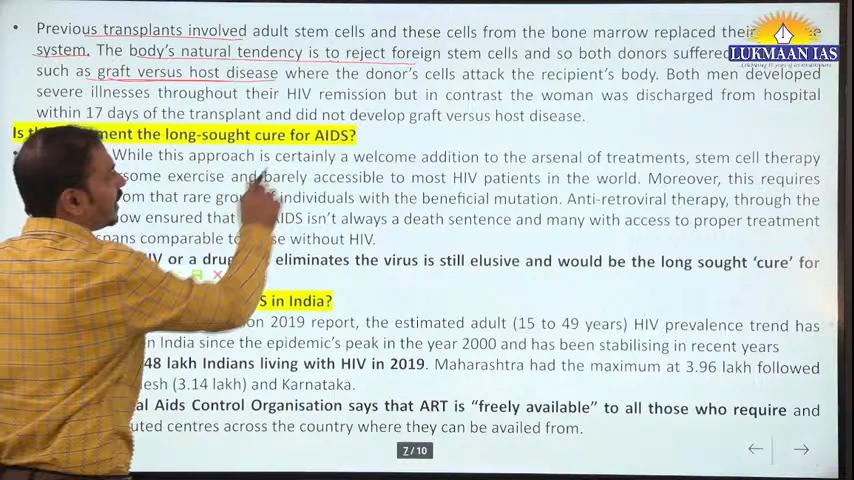 • Previous transplants involved adult stem cells and these cells from the bone marrow replaced their
system. The body's natural tendency is to reject foreign stem cells and so both donors suffered
such as graft versus host disease where the donor's cells attack the recipient's body. Both men developed
severe illnesses throughout their HIV remission but in contrast the woman was discharged from hospital
within 17 days of the transplant and did not develop graft versus host disease.
Is the long-sought cure for AIDS?
While this approach is certainly a welcome addition to the arsenal of treatments, stem cell therapy
exercise and barely accessible to most HIV patients in the world. Moreover, this requires
that rare individuals with the beneficial mutation. Anti-retroviral therapy, through the
ensured that AIDS isn't always a death sentence and many with access to proper treatment
comparable to without HIV.
or a eliminates the virus is still elusive and would be the long sought 'cure' for
in India?
2019 report, the estimated adult (15 to 49 years) HIV prevalence trend has
in India since the epidemic's peak in the year 2000 and has been stabilising in recent years
48 lakh Indians living with HIV in 2019. Maharashtra had the maximum at 3.96 lakh followed
(3.14 lakh) and Karnataka.
Aids Control Organisation says that ART is "freely available" to all those who require and
centres across the country where they can be availed from.
LUKMAAN IAS
7/10